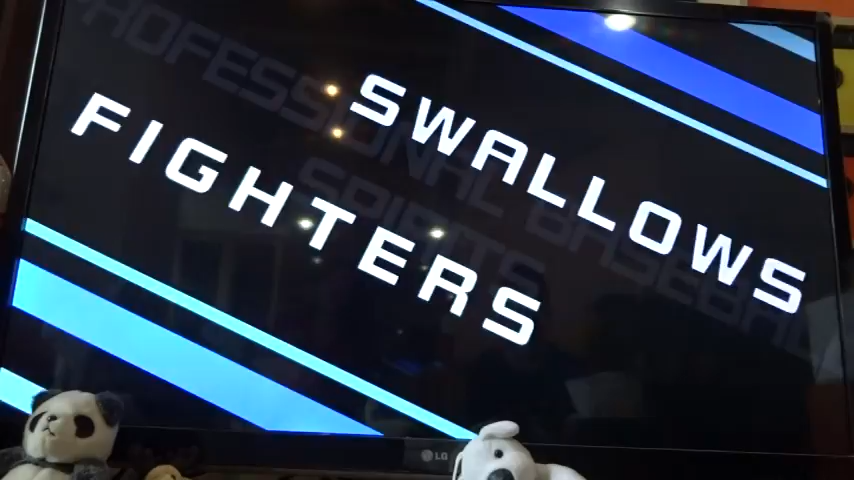 PROFESSIONAL BASEBALL
SPIRITS
SWALLOWS
FIGHTERS
LG